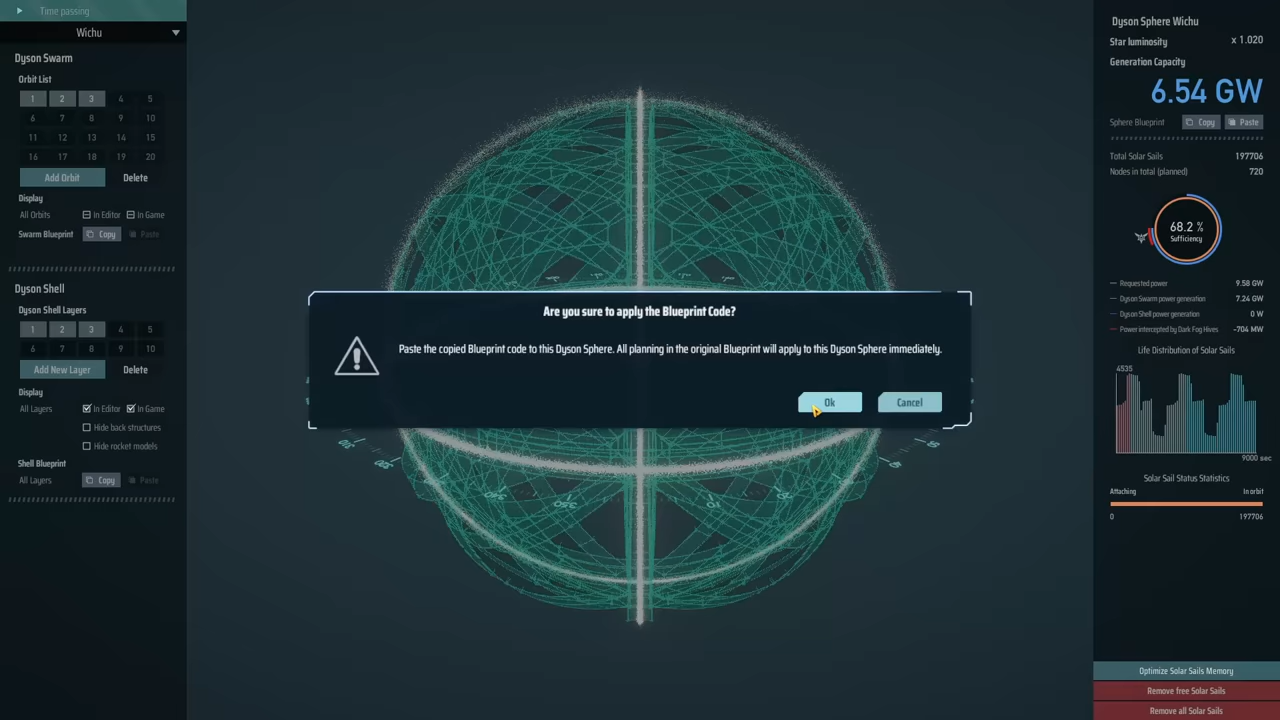 Time passing
Wichu
Dyson Swarm
Orbit List
1 2 3 4 5
6 7 8 9 10
11 12 13 14 15
16 17 18 19 20
Add Orbit Delete
Display
All Orbits In Editor In Game
Swarm Blueprint Copy Paste
Dyson Shell
Dyson Shell Layers
1 2 3 4 5
6 7 8 9 10
Add New Layer Delete
Display
All Layers In Editor In Game
Hide back structures
Hide rocket models
Shell Blueprint
All Layers Copy Paste
Are you sure to apply the Blueprint Code?
Paste the copied Blueprint code to this Dyson Sphere. All planning in the original Blueprint will apply to this Dyson Sphere immediately.
Ok Cancel
Dyson Sphere Wichu
Star luminosity x 1.020
Generation Capacity
6.54 GW
Sphere Blueprint Copy Paste
Total Solar Sails 197706
Nodes in total (planned) 720
68.2 %
Sufficiency
Requested power 9.58 GW
Dyson Swarm power generation 7.24 GW
Dyson Shell power generation 0 W
Power intercepted by Dark Fog Hives -704 MW
Life Distribution of Solar Sails
4535
9000 sec
Solar Sail Status Statistics
Attaching In orbit
0 197706
Optimize Solar Sails Memory
Remove free Solar Sails
Remove all Solar Sails